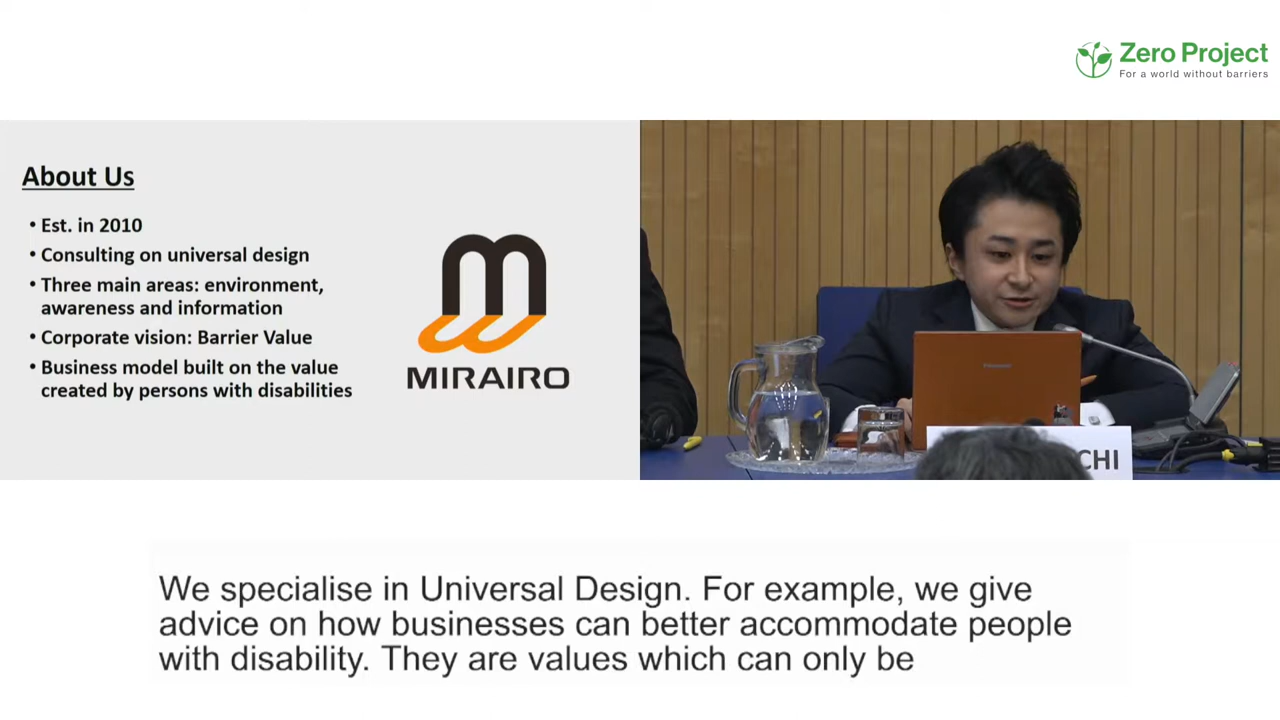 Zero Project
For a world without barriers
About Us
• Est. in 2010
• Consulting on universal design
• Three main areas: environment,
awareness and information
• Corporate vision: Barrier Value
• Business model built on the value
created by persons with disabilities
MIRAIRO
CHI
We specialise in Universal Design. For example, we give
advice on how businesses can better accommodate people
with disability. They are values which can only be